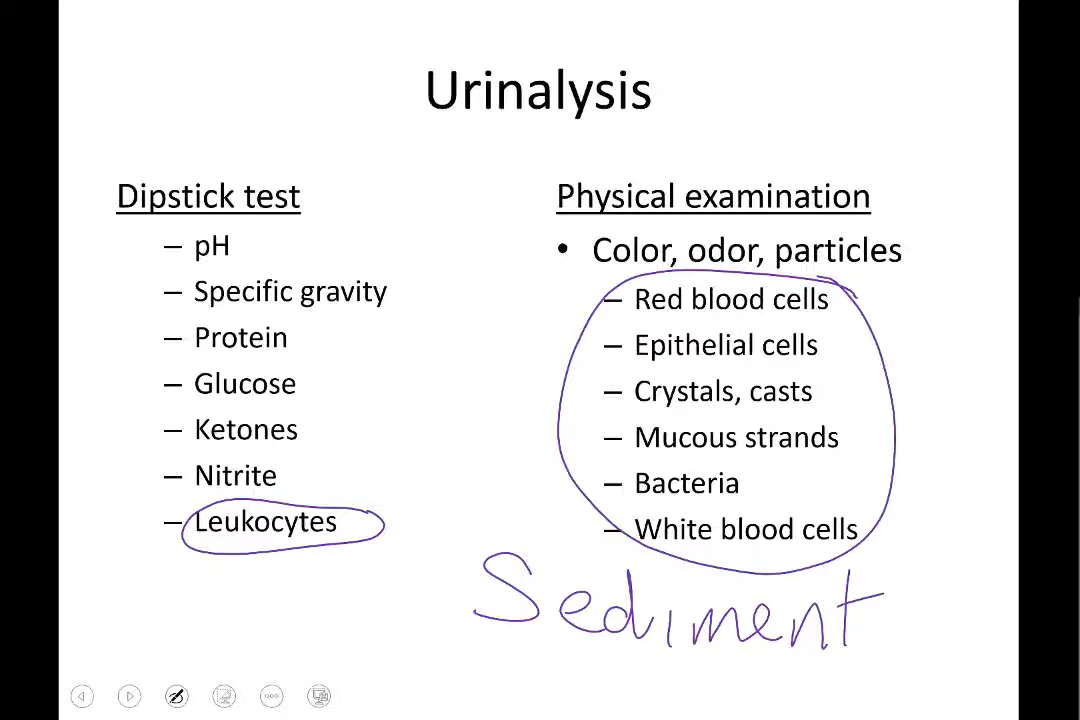 Urinalysis
Dipstick test
– pH
– Specific gravity
– Protein
– Glucose
– Ketones
– Nitrite
– Leukocytes
Physical examination
• Color, odor, particles
– Red blood cells
– Epithelial cells
– Crystals, casts
– Mucous strands
– Bacteria
– White blood cells
Sediment